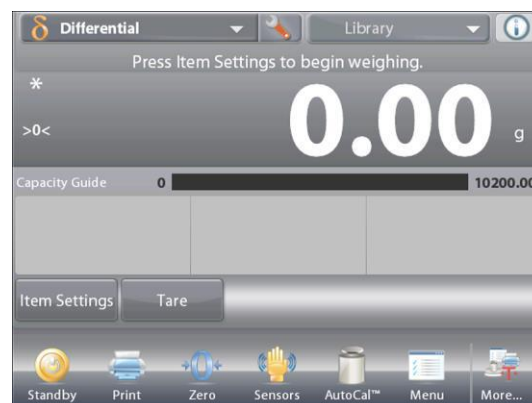 δ Differential Library
Press Item Settings to begin weighing.
*
>0<
0.00 g
Capacity Guide 0 10200.00
Item Settings Tare
Standby Print Zero Sensors AutoCal™ Menu More...